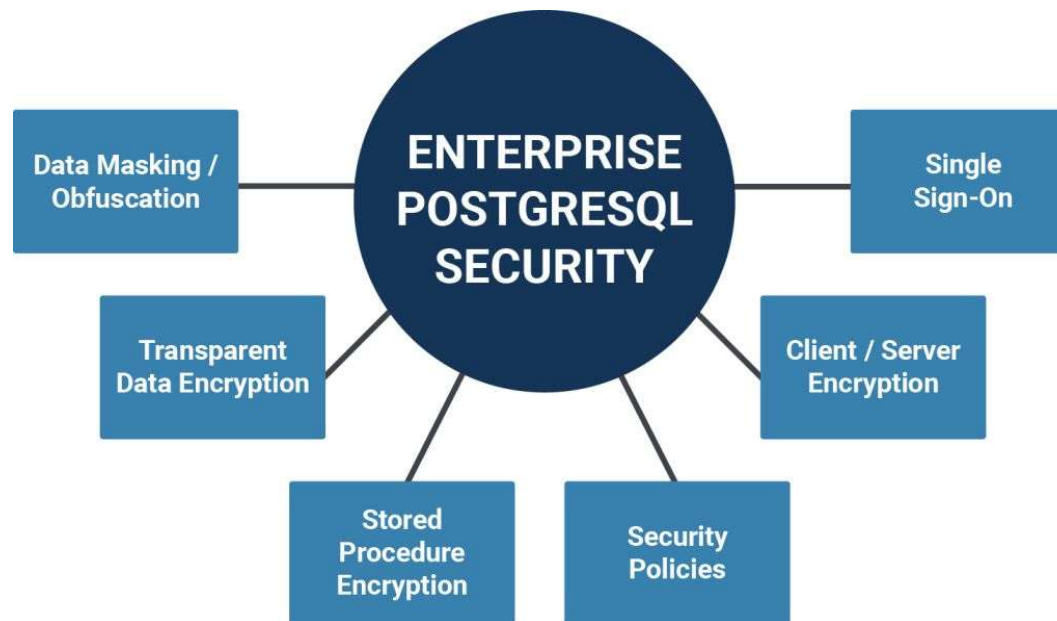 ENTERPRISE
POSTGRESQL
SECURITY
Data Masking /
Obfuscation
Single
Sign-On
Transparent
Data Encryption
Client / Server
Encryption
Stored
Procedure
Encryption
Security
Policies